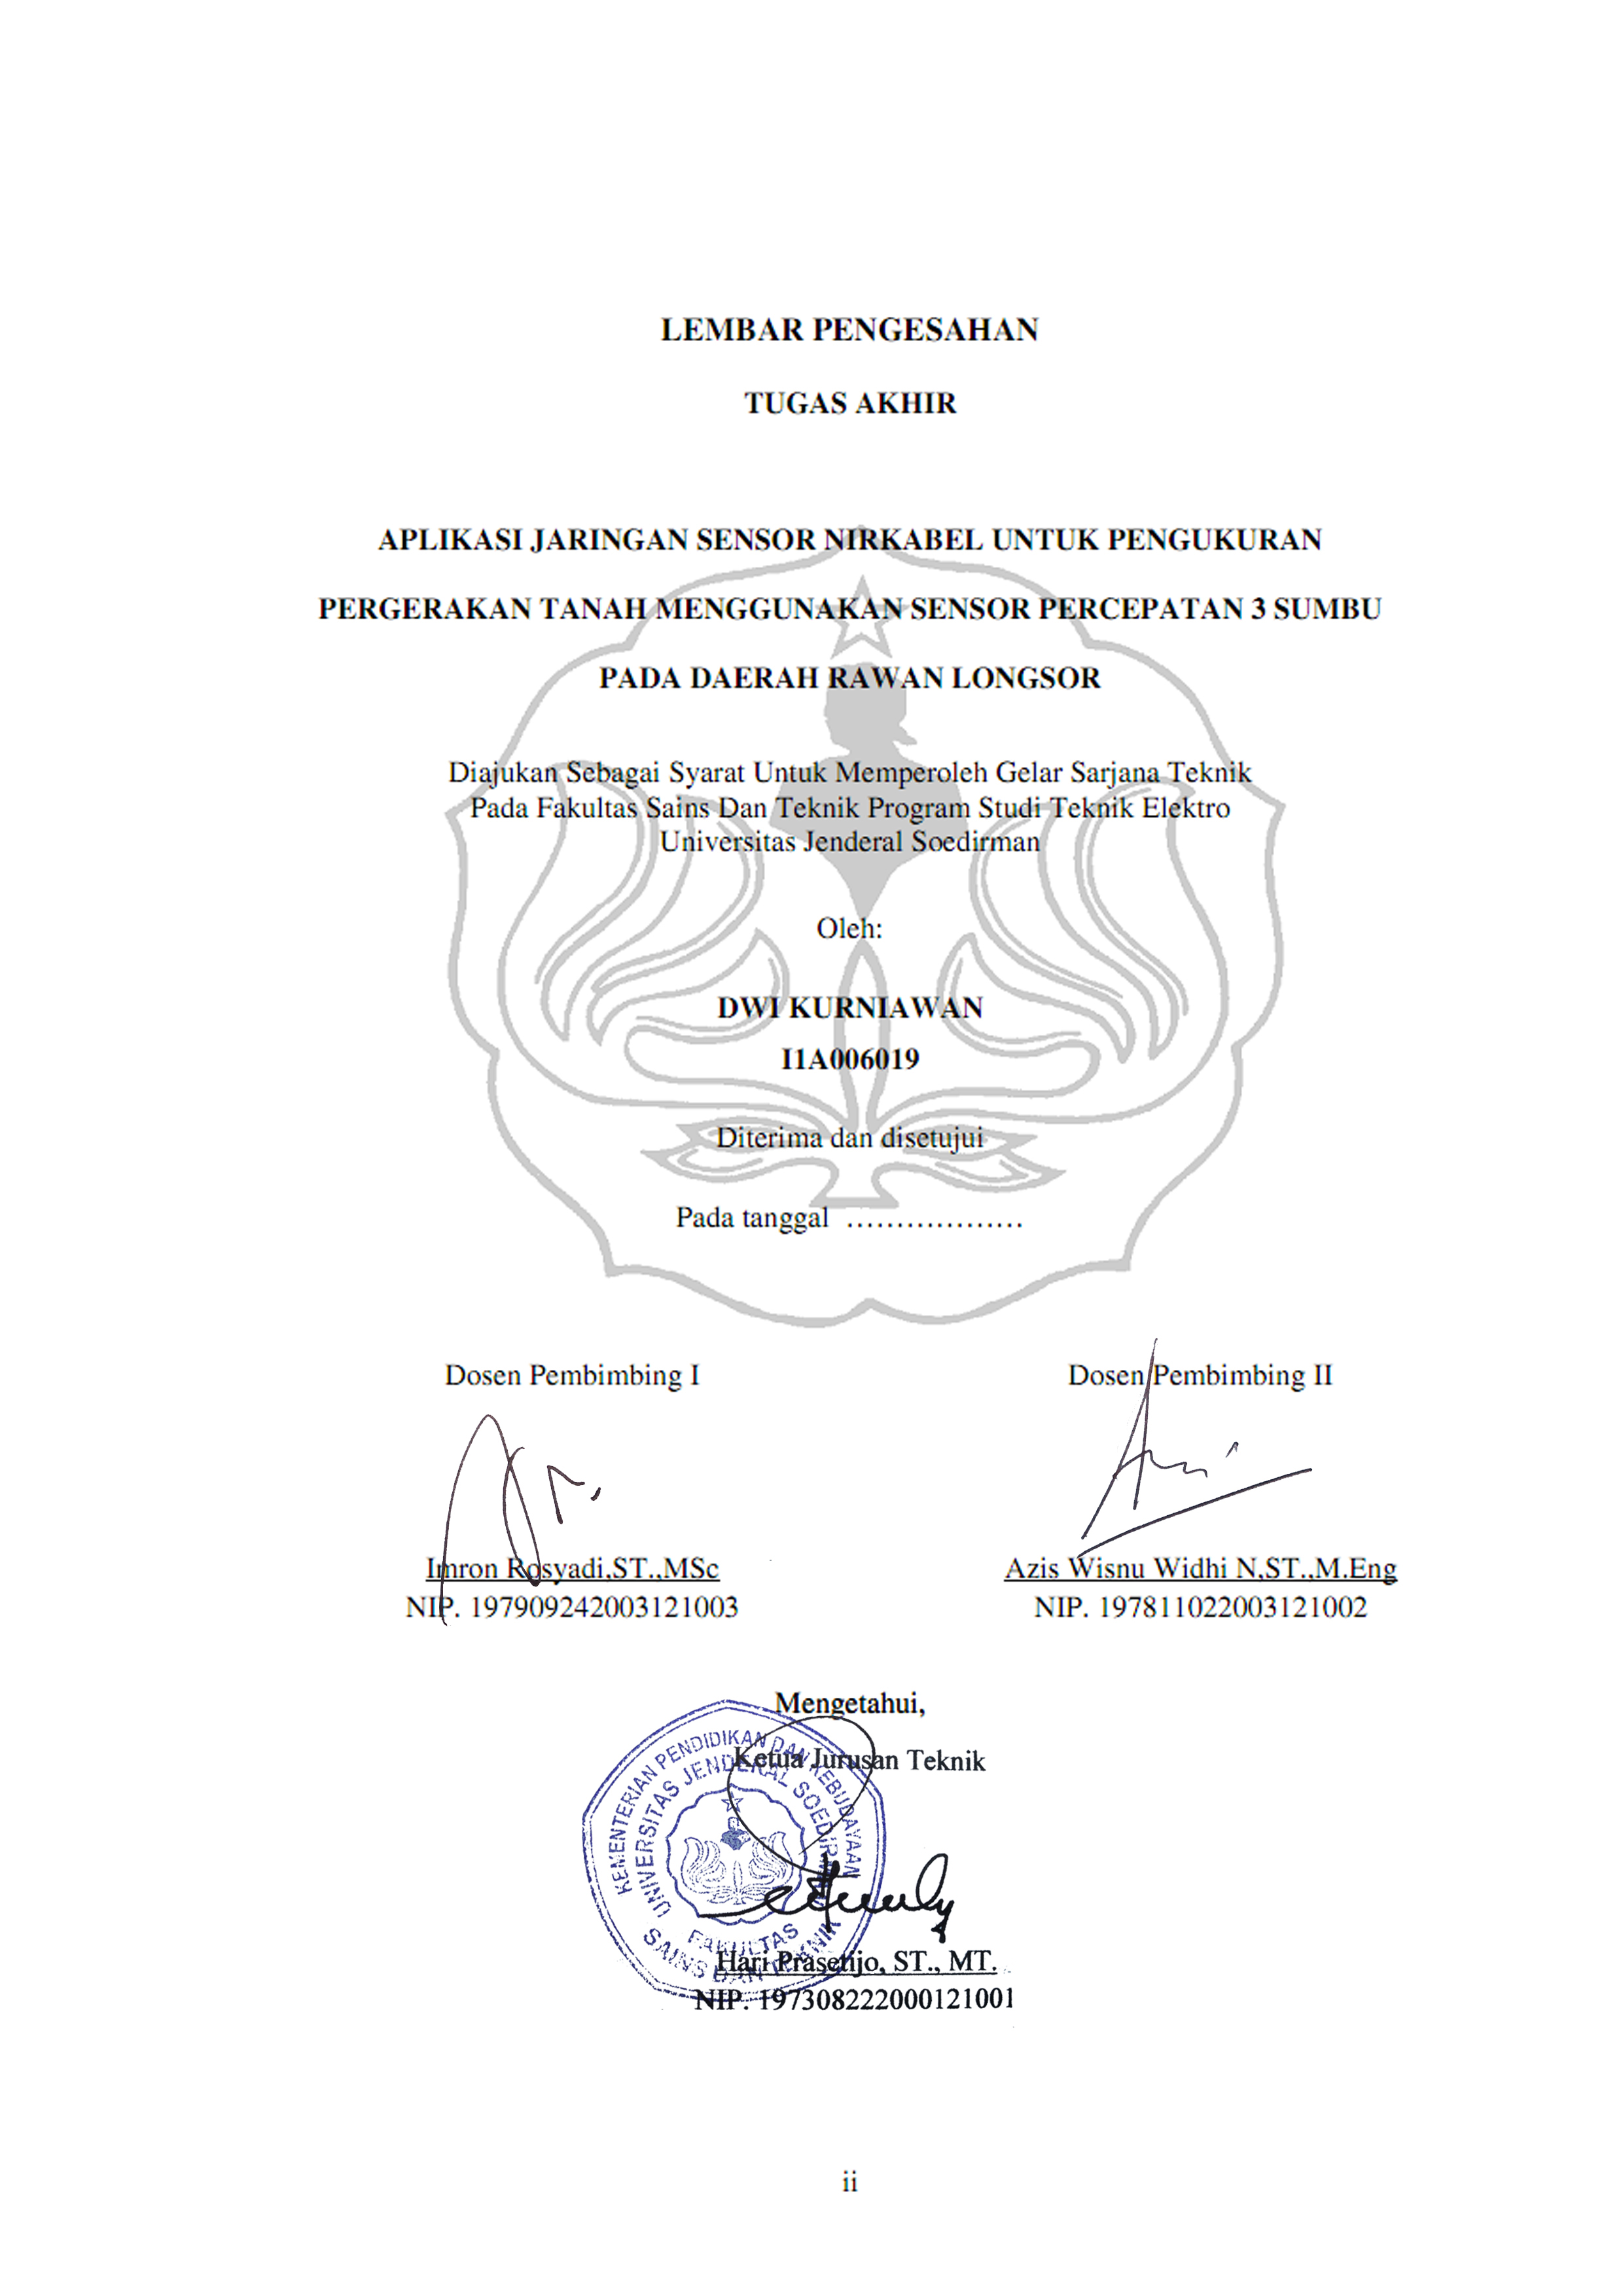 LEMBAR PENGESAHAN
TUGAS AKHIR
APLIKASI JARINGAN SENSOR NIRKABEL UNTUK PENGUKURAN
PERGERAKAN TANAH MENGGUNAKAN SENSOR PERCEPATAN 3 SUMBU
PADA DAERAH RAWAN LONGSOR
Diajukan Sebagai Syarat Untuk Memperoleh Gelar Sarjana Teknik
Pada Fakultas Sains Dan Teknik Program Studi Teknik Elektro
Universitas Jenderal Soedirman
Oleh:
DWI KURNIAWAN
I1A006019
Diterima dan disetujui
Pada tanggal ..................
Dosen Pembimbing I
Dosen Pembimbing II
Imron Rosyadi,ST.,MSc
Azis Wisnu Widhi N,ST.,M.Eng
NIP. 197909242003121003
NIP. 197811022003121002
Mengetahui,
Ketua Jurusan Teknik
KEMENTERIAN PENDIDIKAN DAN KEBUDAYAAN
UNIVERSITAS JENDERAL SOEDIRMAN
FAKULTAS
SAINS DAN TEKNIK
Hari Prasetijo, ST., MT.
NIP. 197308222000121001
ii